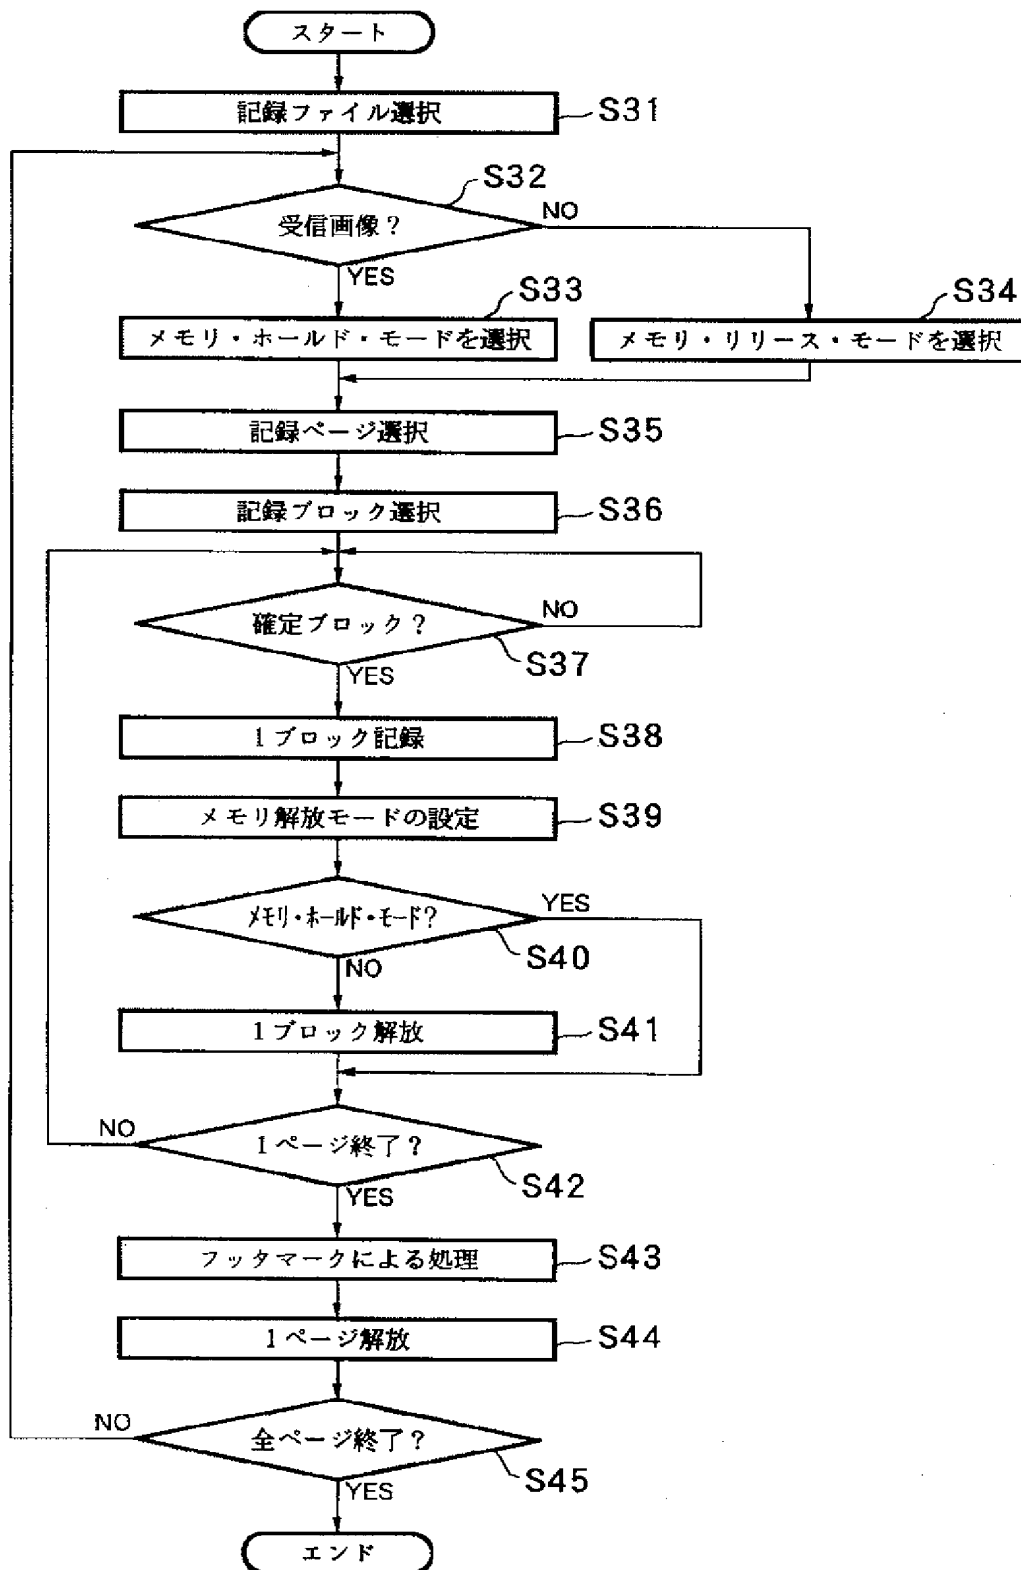 スタート
記録ファイル選択 S31
S32
受信画像? NO
YES
S33 S34
メモリ・ホールド・モードを選択 メモリ・リリース・モードを選択
記録ページ選択 S35
記録ブロック選択 S36
確定ブロック? NO
S37
YES
1ブロック記録 S38
メモリ解放モードの設定 S39
メモリ・ホールド・モード? YES
S40
NO
1ブロック解放 S41
NO 1ページ終了?
S42
YES
フッタマークによる処理 S43
1ページ解放 S44
NO 全ページ終了?
S45
YES
エンド